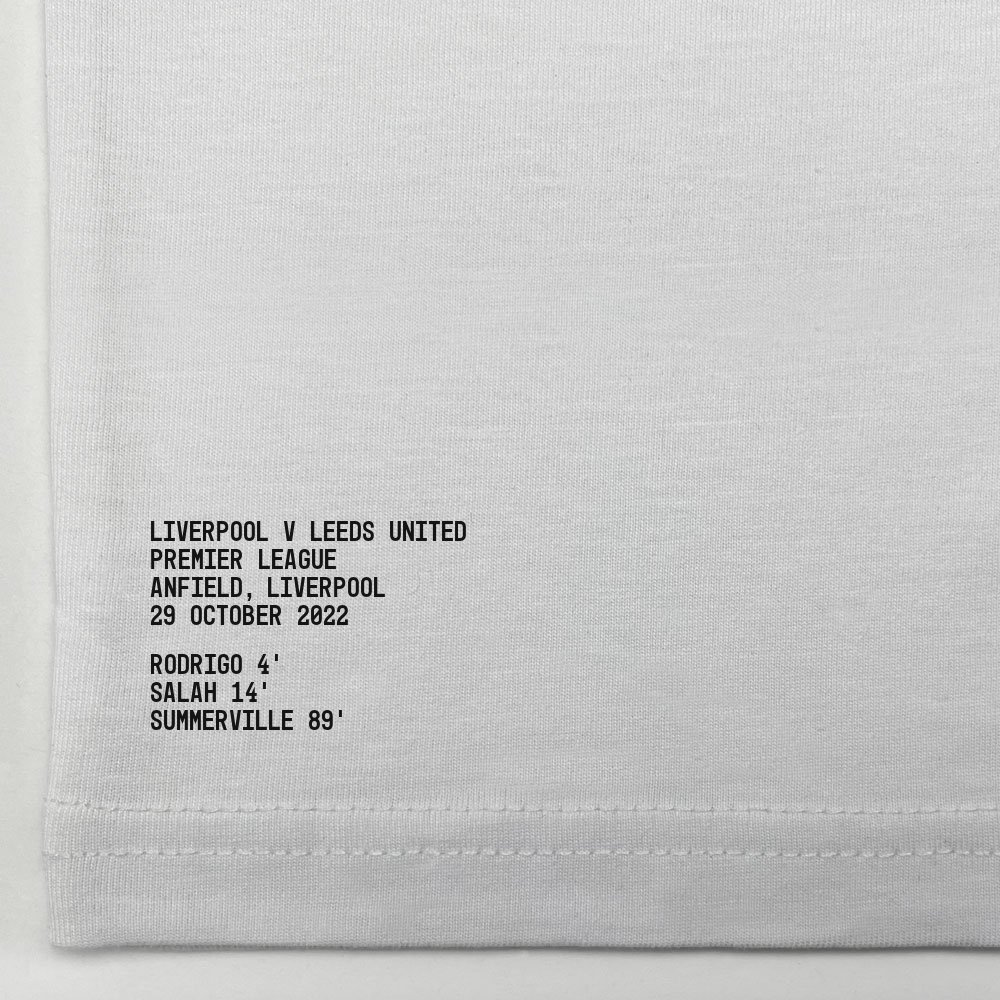 LIVERPOOL V LEEDS UNITED
PREMIER LEAGUE
ANFIELD, LIVERPOOL
29 OCTOBER 2022
RODRIGO 4'
SALAH 14'
SUMMERVILLE 89'